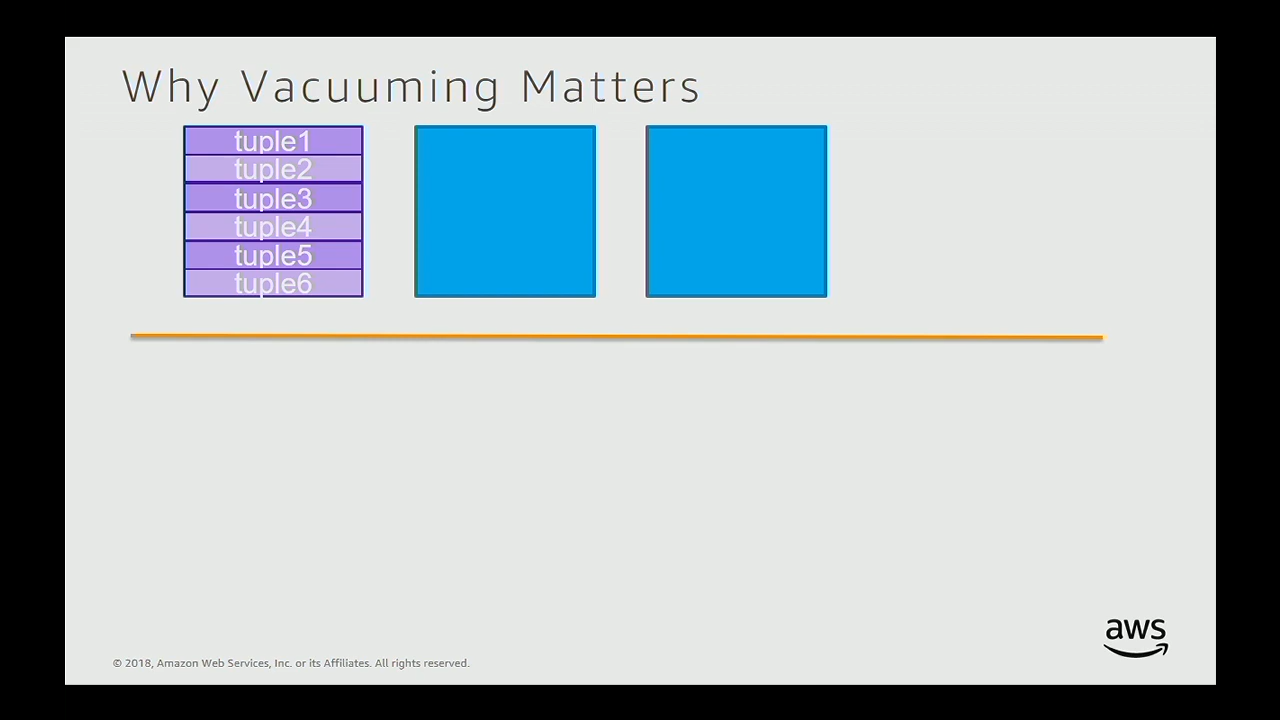 Why Vacuuming Matters
tuple1
tuple2
tuple3
tuple4
tuple5
tuple6
aws
© 2018, Amazon Web Services, Inc. or its Affiliates. All rights reserved.